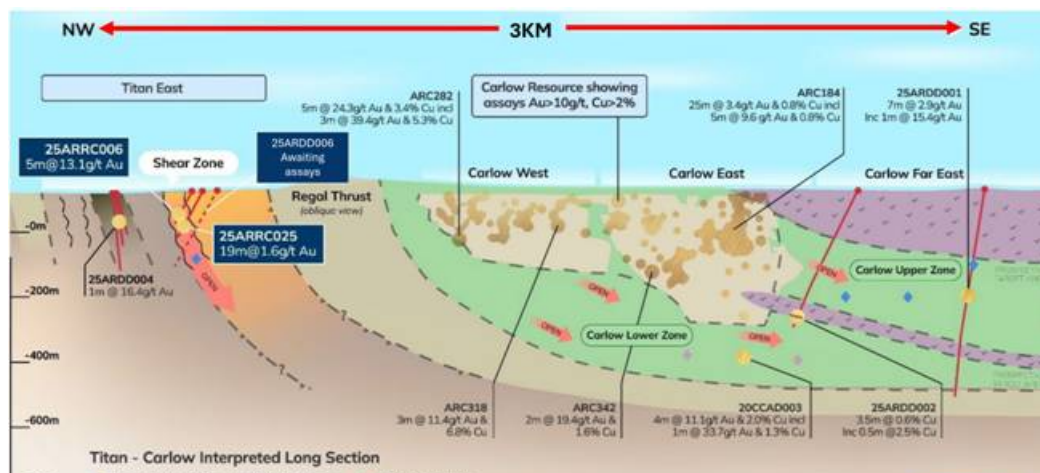 NW 3KM SE
Titan East
ARC282
5m @ 24.3g/t Au & 3.4% Cu incl
3m @ 39.4g/t Au & 5.3% Cu
Carlow Resource showing
assays Au>10g/t, Cu>2%
ARC184
25m @ 3.4g/t Au & 0.8% Cu incl
5m @ 9.6 g/t Au & 0.8% Cu
25ARDD001
7m @ 2.9g/t Au
Inc 1m @ 15.4g/t Au
25ARRC006
5m@13.1g/t Au
Shear Zone
25ARDD006
Awaiting
assays
Regal Thrust
(oblique view)
Carlow West
Carlow East
Carlow Far East
-0m
25ARRC025
19m@1.6g/t Au
25ARDD004
1m @ 16.4g/t Au
OPEN
OPEN
OPEN
Carlow Upper Zone
-200m
OPEN
Carlow Lower Zone
OPEN
-400m
?
?
ARC318
3m @ 11.4g/t Au &
6.8% Cu
ARC342
2m @ 19.4g/t Au &
1.6% Cu
20CCAD003
4m @ 11.1g/t Au & 2.0% Cu incl
1m @ 33.7g/t Au & 1.3% Cu
25ARDD002
3.5m @ 0.6% Cu
Inc 0.5m @2.5% Cu
-600m
Titan - Carlow Interpreted Long Section